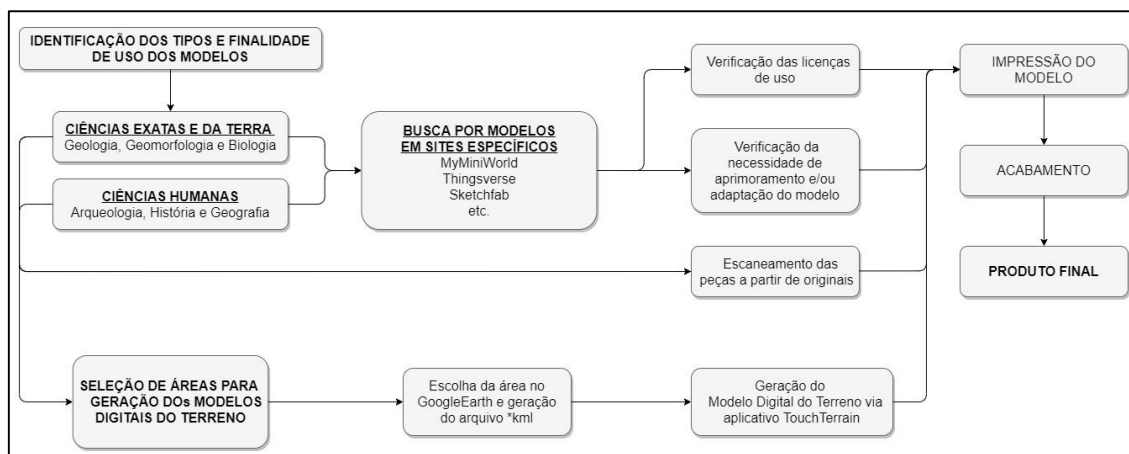 IDENTIFICAÇÃO DOS TIPOS E FINALIDADE
DE USO DOS MODELOS
CIÊNCIAS EXATAS E DA TERRA
Geologia, Geomorfologia e Biologia
CIÊNCIAS HUMANAS
Arqueologia, História e Geografia
BUSCA POR MODELOS
EM SITES ESPECÍFICOS
MyMiniWorld
Thingsverse
Sketchfab
etc.
Verificação das licenças
de uso
Verificação da
necessidade de
aprimoramento e/ou
adaptação do modelo
Escaneamento das
peças a partir de originais
IMPRESSÃO DO
MODELO
ACABAMENTO
PRODUTO FINAL
SELEÇÃO DE ÁREAS PARA
GERAÇÃO DOs MODELOS
DIGITAIS DO TERRENO
Escolha da área no
GoogleEarth e geração
do arquivo *kml
Geração do
Modelo Digital do Terreno via
aplicativo TouchTerrain